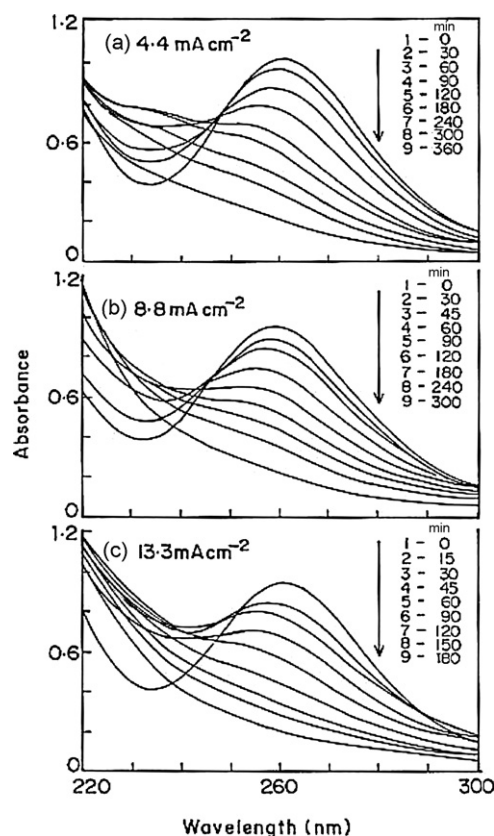 1.2
(a) 4.4 mA cm-2
min
1 - 0
2 - 30
3 - 60
4 - 90
5 - 120
6 - 180
7 - 240
8 - 300
9 - 360
0.6
0
1.2
(b) 8.8 mA cm-2
min
1 - 0
2 - 30
3 - 45
4 - 60
5 - 90
6 - 120
7 - 180
8 - 240
9 - 300
0.6
0
Absorbance
1.2
(c) 13.3mA cm-2
min
1 - 0
2 - 15
3 - 30
4 - 45
5 - 60
6 - 90
7 - 120
8 - 150
9 - 180
0.6
0
220 240 260 280 300
Wavelength (nm)